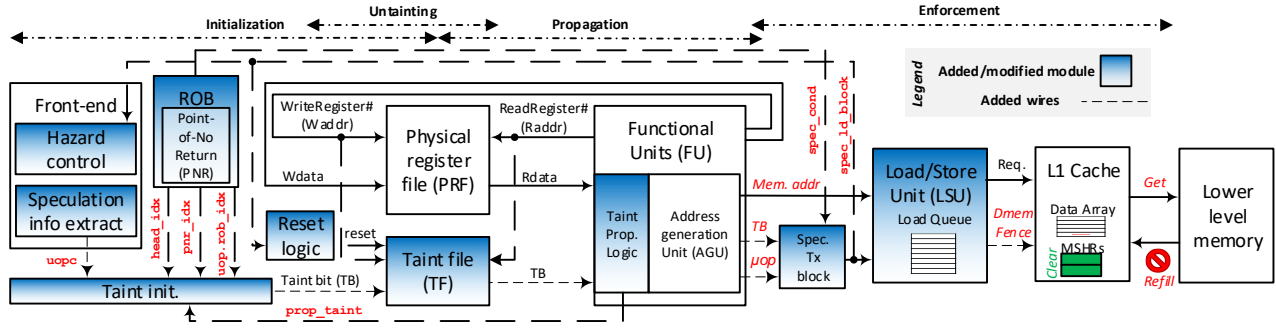 Initialization
Untainting
Propagation
Enforcement
Legend
Added/modified module
Added wires
Front-end
Hazard
control
Speculation
info extract
uopc
ROB
Point-
of-No
Return
(PNR)
head_idx
pnr_idx
uop.rob_idx
Taint init.
WriteRegister#
(Waddr)
Wdata
Reset
logic
reset
Taint bit (TB)
prop_taint
Physical
register
file (PRF)
Taint file
(TF)
ReadRegister#
(Raddr)
Rdata
TB
Functional
Units (FU)
Taint
Prop.
Logic
Address
generation
Unit (AGU)
spec_cond
spec_ld_block
Mem. addr
TB
μop
Spec.
Tx
block
Load/Store
Unit (LSU)
Load Queue
Req.
Dmem
Fence
L1 Cache
Data Array
MSHRs
Clear
Get
Refill
Lower
level
memory